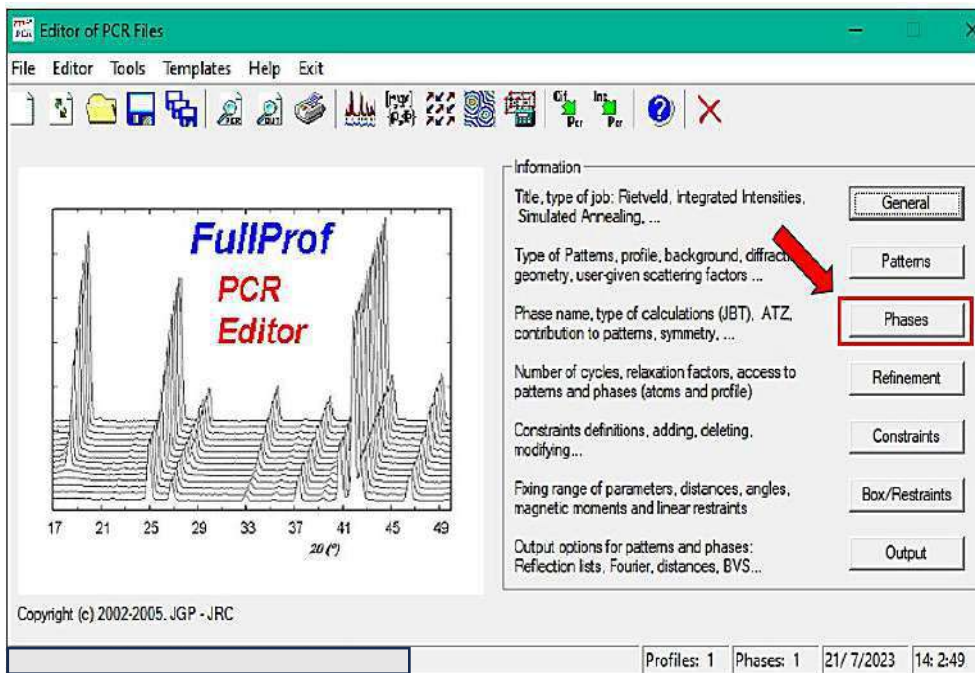 Editor of PCR Files
File Editor Tools Templates Help Exit
Cif Pcr
Ins Pcr
Information
Title, type of job: Rietveld, Integrated Intensities,
Simulated Annealing, ...
General
Type of Patterns, profile, background,
geometry, user-given scattering factors ...
Patterns
Phase name, type of calculations (JBT), ATZ,
contribution to patterns, symmetry, ...
Phases
Number of cycles, relaxation factors, access to
patterns and phases (atoms and profile)
Refinement
Constraints definitions, adding, deleting,
modifying...
Constraints
Fixing range of parameters, distances, angles,
magnetic moments and linear restraints
Box/Restraints
Output options for patterns and phases:
Reflection lists, Fourier, distances, BVS...
Output
FullProf
PCR
Editor
17 21 25 29 33 37 41 45 49
2θ (°)
Copyright (c) 2002-2005. JGP - JRC
Profiles: 1 Phases: 1 21/ 7/2023 14: 2:49